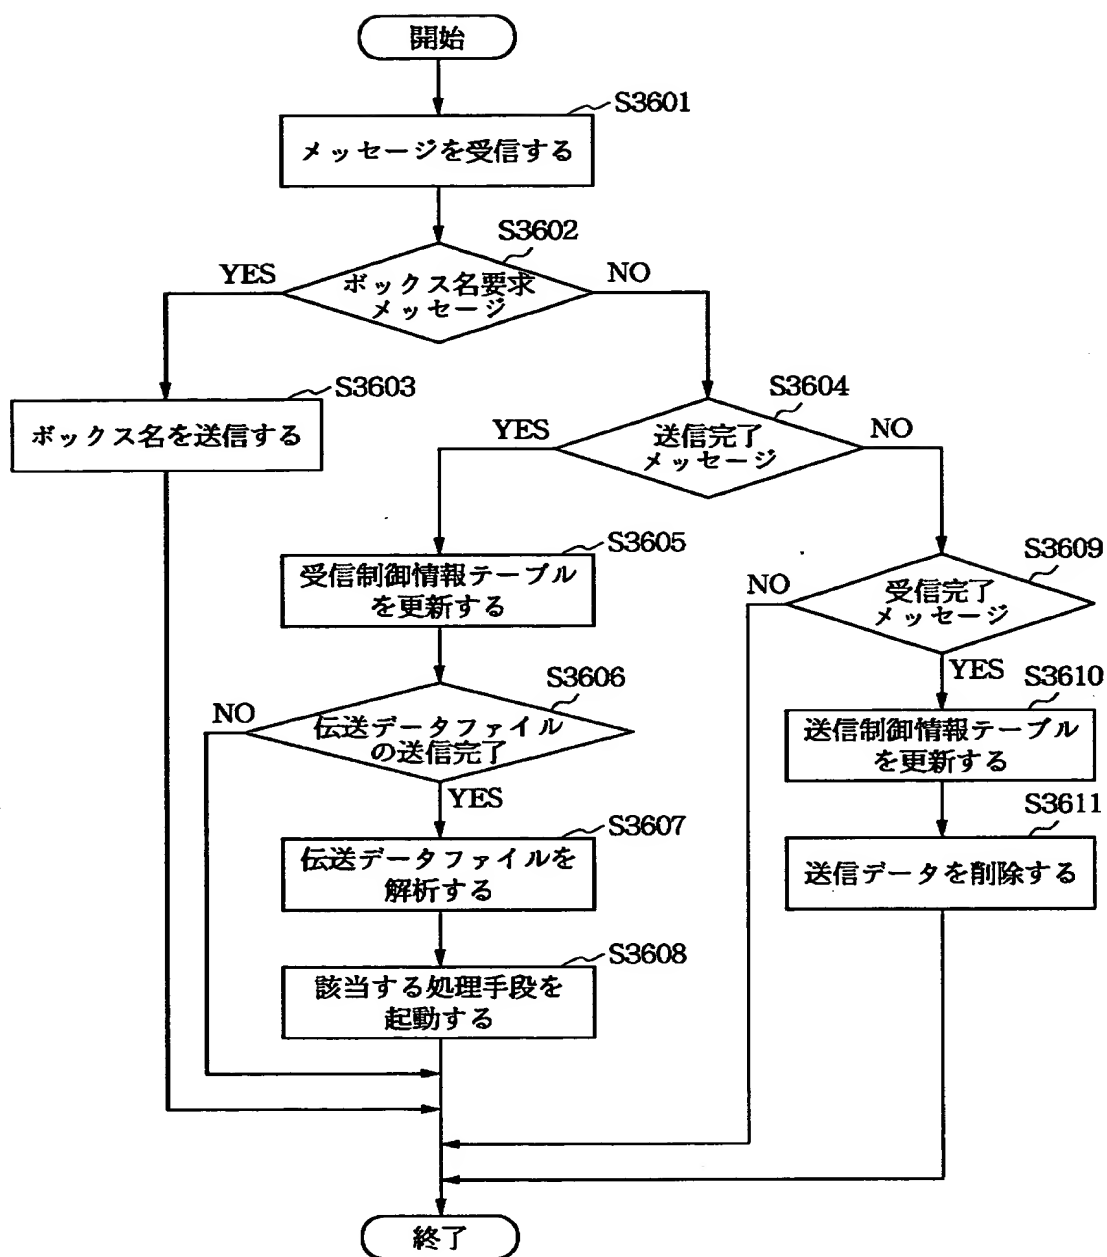 開始
S3601
メッセージを受信する
S3602
YES
ボックス名要求
メッセージ
NO
S3603
ボックス名を送信する
S3604
YES
送信完了
メッセージ
NO
S3605
受信制御情報テーブル
を更新する
S3609
NO
受信完了
メッセージ
YES
S3606
NO
伝送データファイル
の送信完了
YES
S3610
送信制御情報テーブル
を更新する
S3607
伝送データファイルを
解析する
S3611
送信データを削除する
S3608
該当する処理手段を
起動する
終了